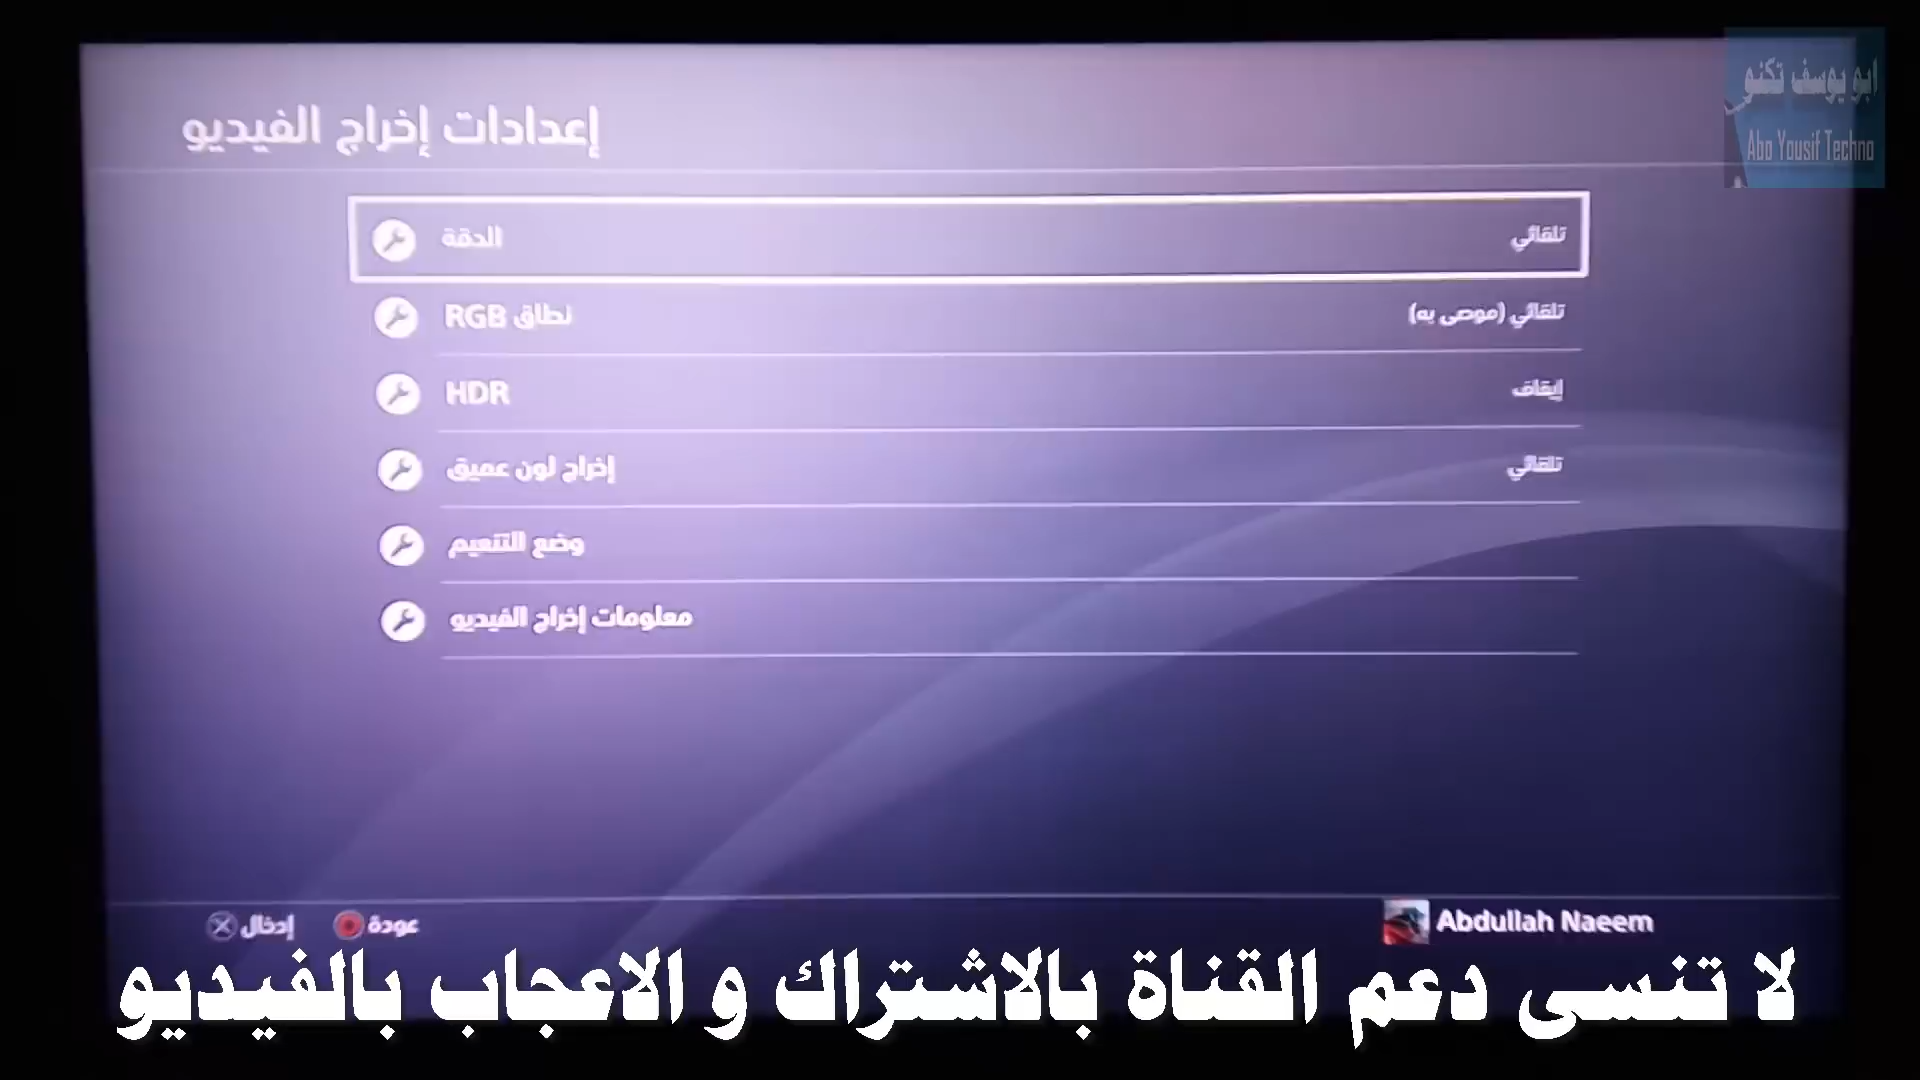 ابو يوسف تكنو
Abo Yousif Techno
إعدادات إخراج الفيديو
الدقة تلقائي
نطاق RGB تلقائي (موصى به)
HDR إيقاف
إخراج لون عميق تلقائي
وضع التنعيم
معلومات إخراج الفيديو
إدخال عودة Abdullah Naeem
لا تنسى دعم القناة بالاشتراك و الاعجاب بالفيديو